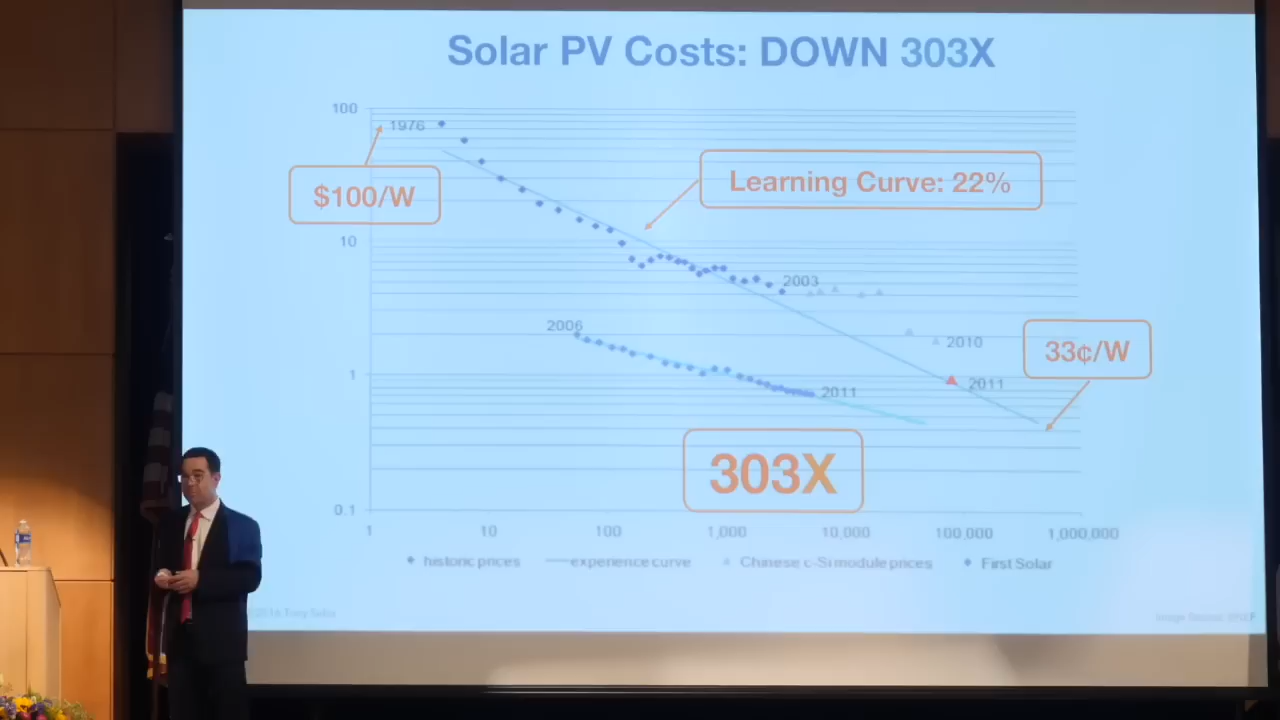 Solar PV Costs: DOWN 303X
100
1976
$100/W
Learning Curve: 22%
10
2003
2006
2010
33¢/W
1
2011
2011
303X
0.1
1
10
100
1,000
10,000
100,000
1,000,000
historic prices
experience curve
Chinese c-Si module prices
First Solar